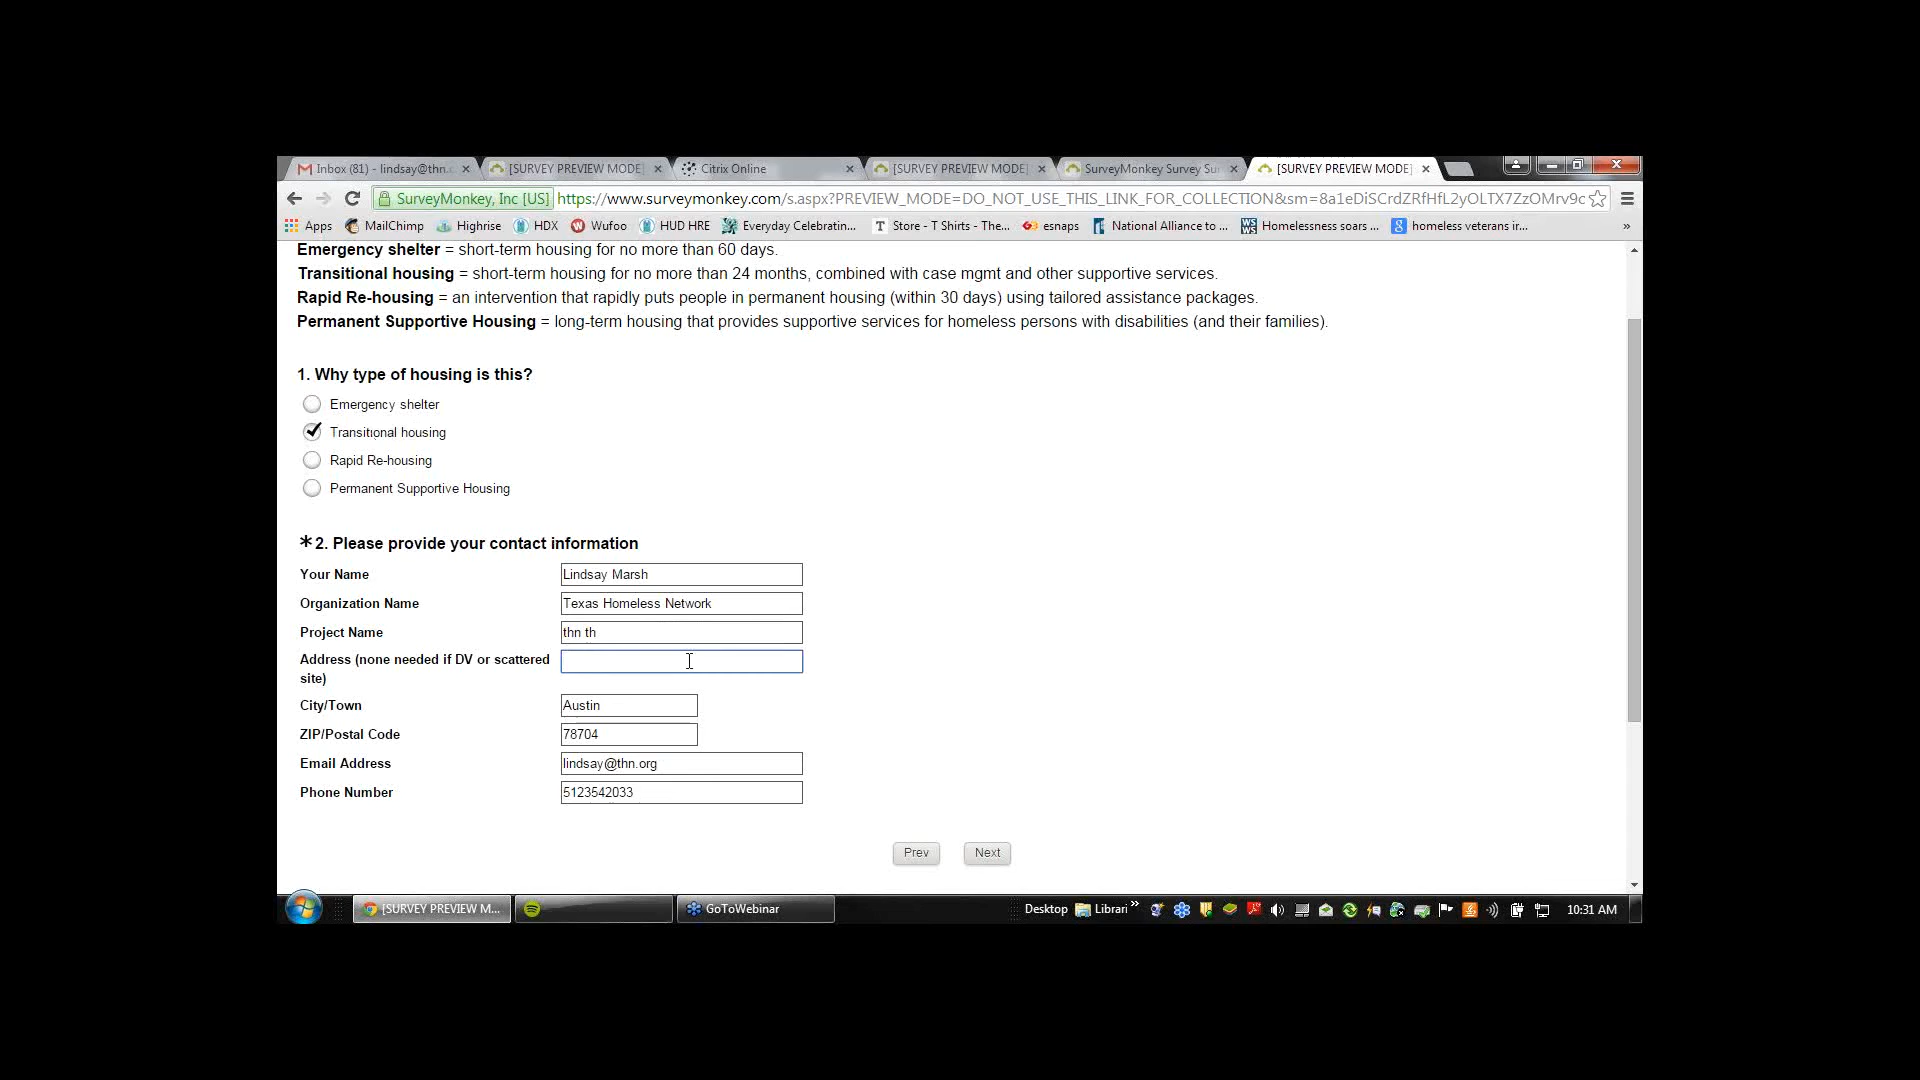 Inbox (81) - lindsay@thn.
[SURVEY PREVIEW MODE]
Citrix Online
[SURVEY PREVIEW MODE]
SurveyMonkey Survey Su
[SURVEY PREVIEW MODE]
SurveyMonkey, Inc [US] https://www.surveymonkey.com/s.aspx?PREVIEW_MODE=DO_NOT_USE_THIS_LINK_FOR_COLLECTION&sm=8a1eDiSCrdZRfHfL2yOLTX7ZzOMrv9c
Apps MailChimp Highrise HDX Wufoo HUD HRE Everyday Celebratin... Store - T Shirts - The... esnaps National Alliance to ... Homelessness soars ... homeless veterans ir... »
Emergency shelter = short-term housing for no more than 60 days.
Transitional housing = short-term housing for no more than 24 months, combined with case mgmt and other supportive services.
Rapid Re-housing = an intervention that rapidly puts people in permanent housing (within 30 days) using tailored assistance packages.
Permanent Supportive Housing = long-term housing that provides supportive services for homeless persons with disabilities (and their families).
1. Why type of housing is this?
Emergency shelter
Transitional housing
Rapid Re-housing
Permanent Supportive Housing
*2. Please provide your contact information
Your Name Lindsay Marsh
Organization Name Texas Homeless Network
Project Name thn th
Address (none needed if DV or scattered
site)
City/Town Austin
ZIP/Postal Code 78704
Email Address lindsay@thn.org
Phone Number 5123542033
Prev Next
[SURVEY PREVIEW M... GoToWebinar Desktop Librari » 10:31 AM